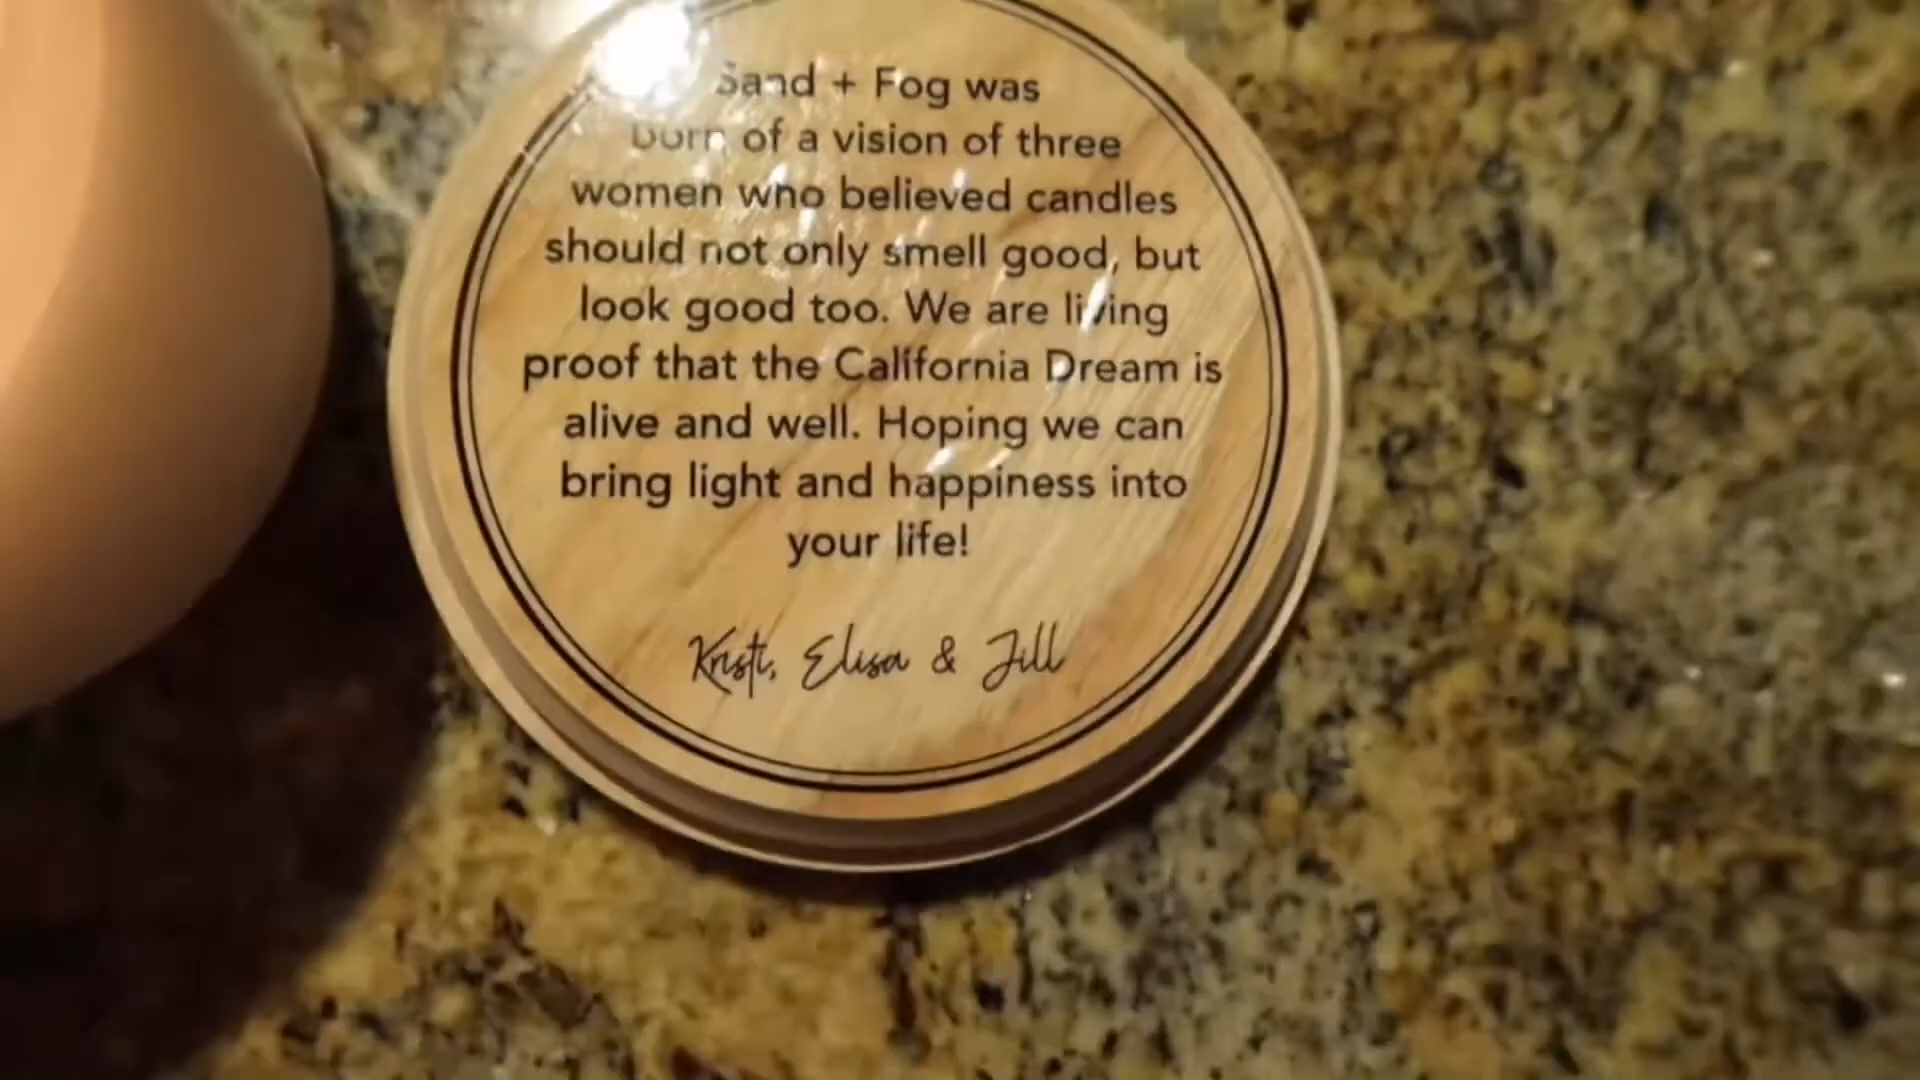 Sand + Fog was
born of a vision of three
women who believed candles
should not only smell good, but
look good too. We are living
proof that the California Dream is
alive and well. Hoping we can
bring light and happiness into
your life!
Kristi, Elisa & Jill